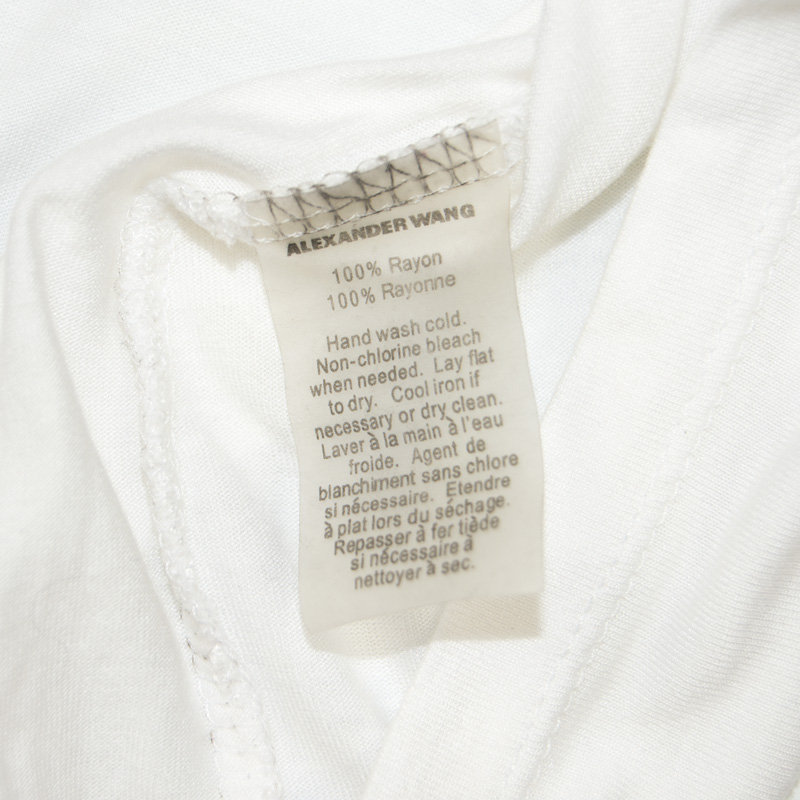 ALEXANDER WANG
100% Rayon
100% Rayonne
Hand wash cold.
Non-chlorine bleach
when needed. Lay flat
to dry. Cool iron if
necessary or dry clean.
Laver à la main à l'eau
froide. Agent de
blanchiment sans chlore
si nécessaire. Etendre
à plat lors du séchage.
Repasser à fer tiède
si nécessaire à
nettoyer à sec.